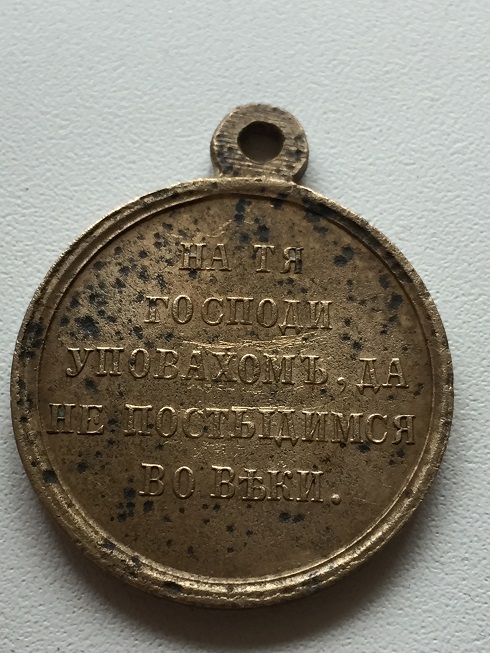 НА ТЯ
ГОСПОДИ
УПОВАХОМЪ, ДА
НЕ ПОСТЫДИМСЯ
ВО ВѢКИ.